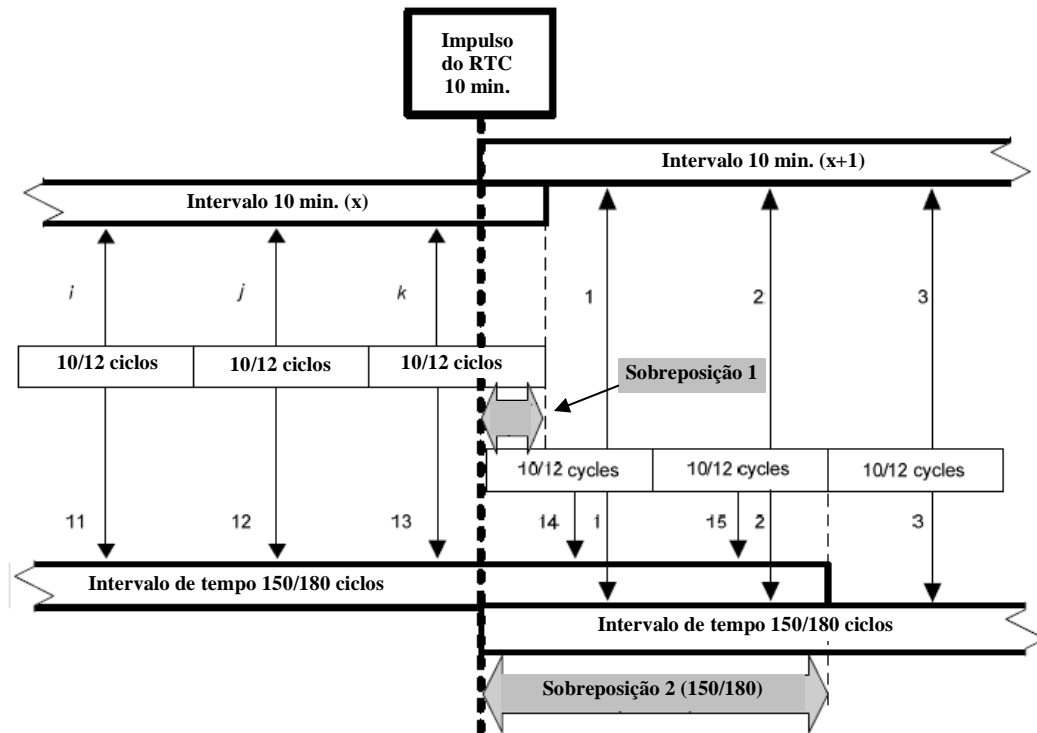 Impulso
do RTC
10 min.
Intervalo 10 min. (x+1)
Intervalo 10 min. (x)
i
j
k
1
2
3
10/12 ciclos
10/12 ciclos
10/12 ciclos
Sobreposição 1
10/12 cycles
10/12 cycles
10/12 cycles
11
12
13
14
1
15
2
3
Intervalo de tempo 150/180 ciclos
Intervalo de tempo 150/180 ciclos
Sobreposição 2 (150/180)